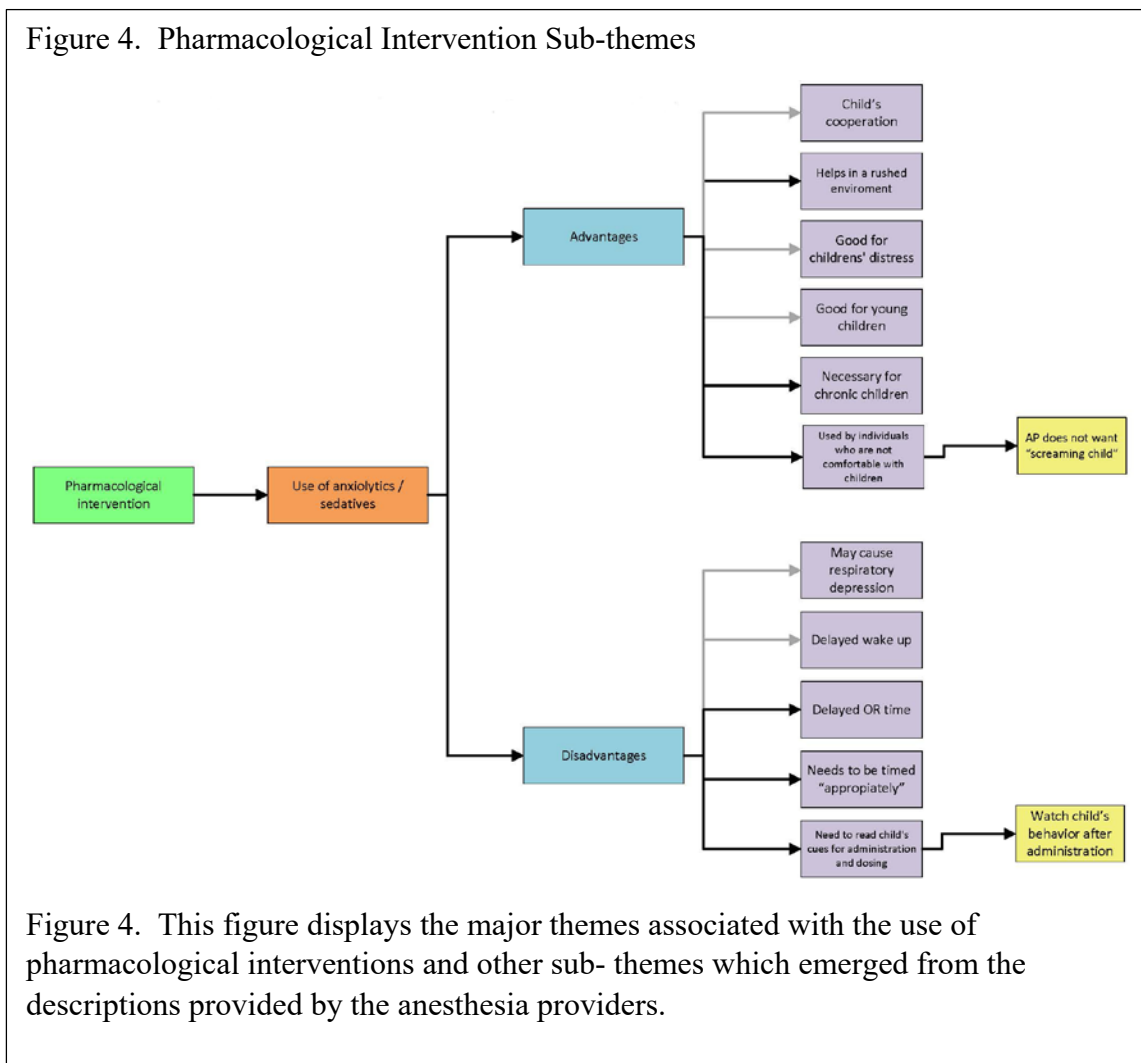 Figure 4.  Pharmacological Intervention Sub-themes
Child's
cooperation
Helps in a rushed
enviroment
Advantages
Good for
childrens' distress
Good for young
children
Necessary for
chronic children
Used by individuals
who are not
comfortable with
children
AP does not want
"screaming child"
Pharmacological
intervention
Use of anxiolytics /
sedatives
May cause
respiratory
depression
Delayed wake up
Delayed OR time
Disadvantages
Needs to be timed
"appropiately"
Need to read child's
cues for administration
and dosing
Watch child's
behavior after
administration
Figure 4.  This figure displays the major themes associated with the use of
pharmacological interventions and other sub- themes which emerged from the
descriptions provided by the anesthesia providers.